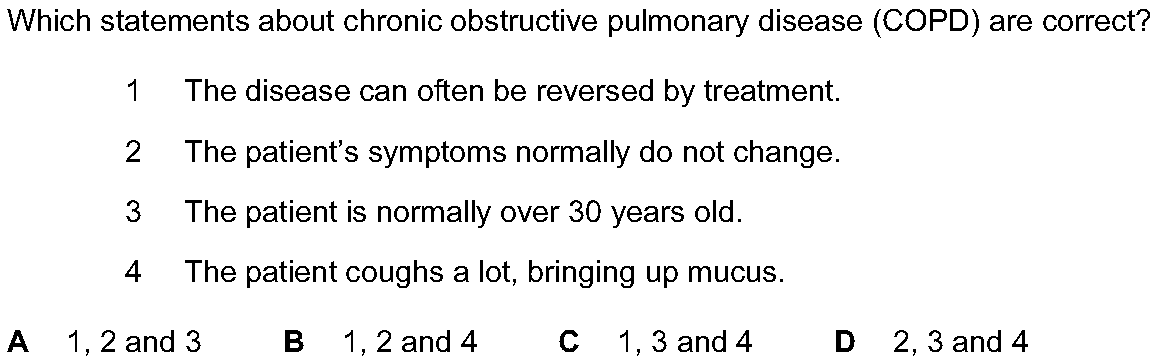 Which statements about chronic obstructive pulmonary disease (COPD) are correct?
1 The disease can often be reversed by treatment.
2 The patient’s symptoms normally do not change.
3 The patient is normally over 30 years old.
4 The patient coughs a lot, bringing up mucus.
A 1, 2 and 3 B 1, 2 and 4 C 1, 3 and 4 D 2, 3 and 4